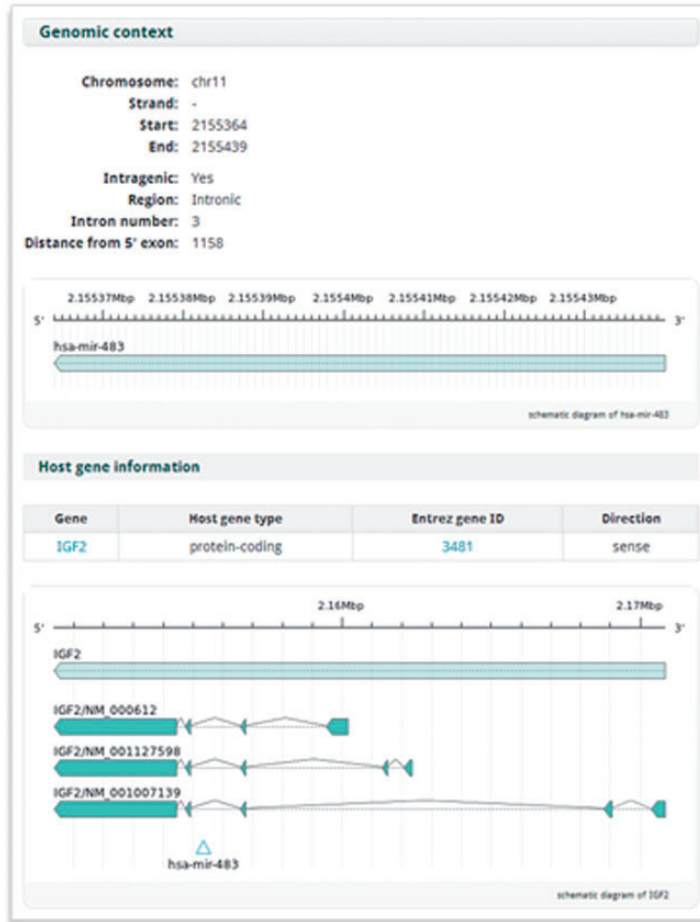 Genomic context
Chromosome: chr11
Strand: -
Start: 2155364
End: 2155439
Intragenic: Yes
Region: Intronic
Intron number: 3
Distance from 5' exon: 1158
2.15537Mbp 2.15538Mbp 2.15539Mbp 2.1554Mbp 2.15541Mbp 2.15542Mbp 2.15543Mbp
5' 3'
hsa-mir-483
schematic diagram of hsa-mir-483
Host gene information
Gene Host gene type Entrez gene ID Direction
IGF2 protein-coding 3481 sense
2.16Mbp 2.17Mbp
5' 3'
IGF2
IGF2/NM_000612
IGF2/NM_001127598
IGF2/NM_001007139
hsa-mir-483
schematic diagram of IGF2